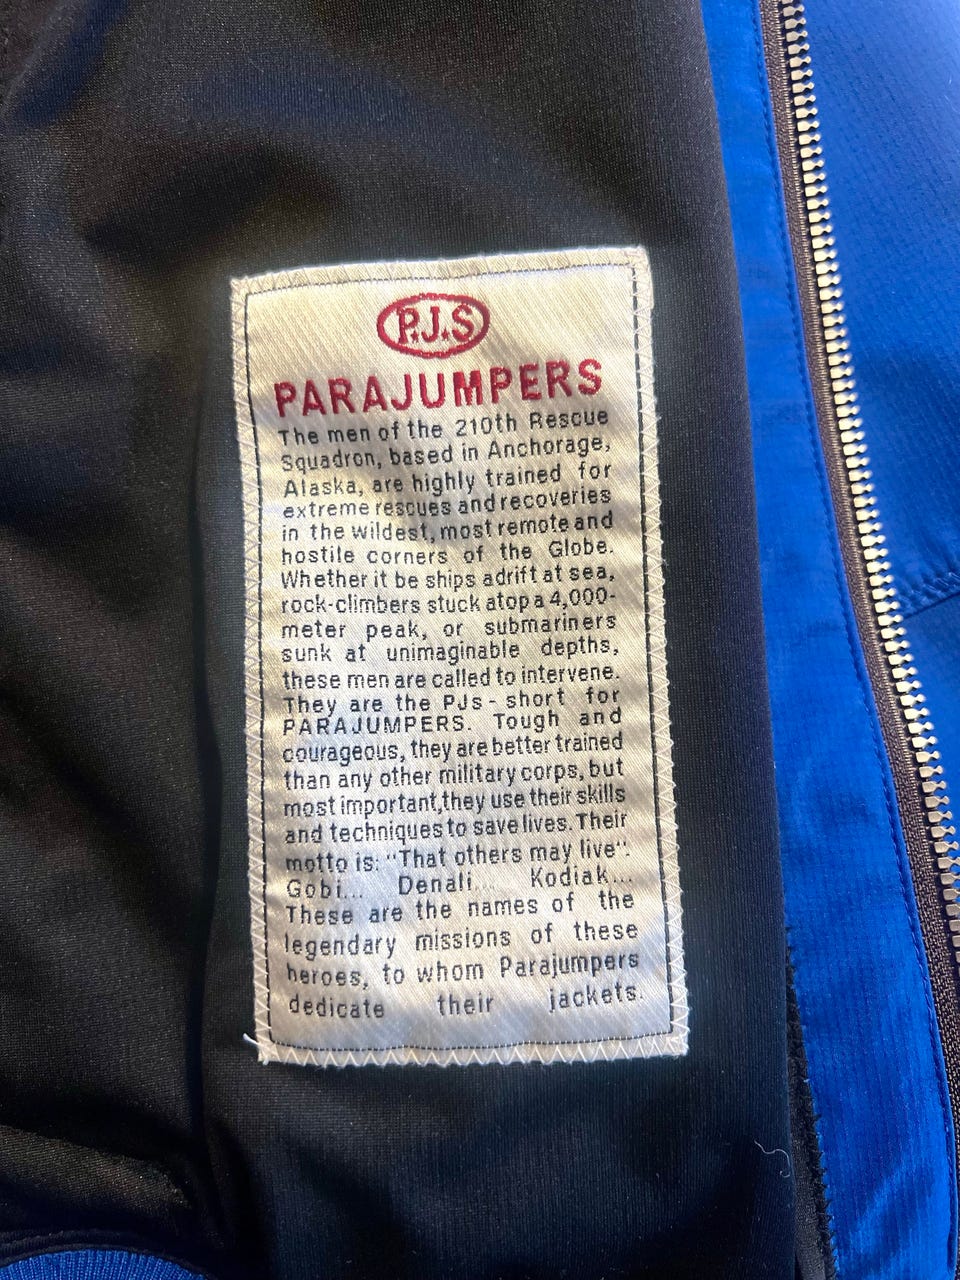 P.J.S
PARAJUMPERS
The men of the 210th Rescue
Squadron, based in Anchorage,
Alaska, are highly trained for
extreme rescues and recoveries
in the wildest, most remote and
hostile corners of the Globe.
Whether it be ships adrift at sea,
rock-climbers stuck atop a 4,000-
meter peak, or submariners
sunk at unimaginable depths,
these men are called to intervene.
They are the PJs - short for
PARAJUMPERS. Tough and
courageous, they are better trained
than any other military corps, but
most important, they use their skills
and techniques to save lives. Their
motto is: "That others may live".
Gobi... Denali... Kodiak...
These are the names of the
legendary missions of these
heroes, to whom Parajumpers
dedicate their jackets.